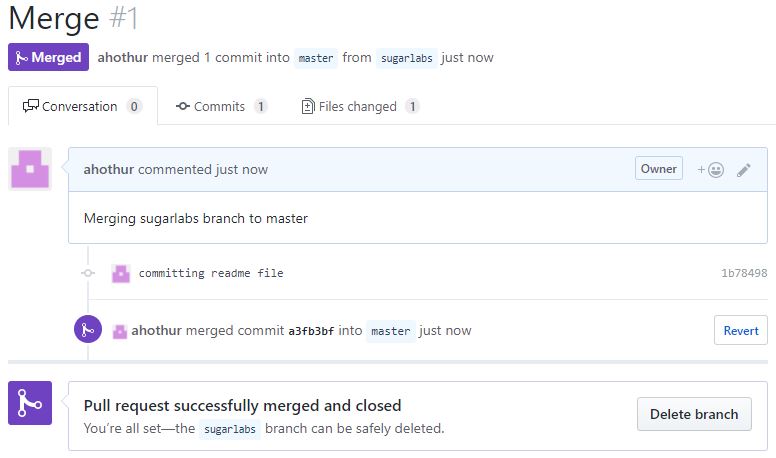 Merge #1
Merged ahothur merged 1 commit into master from sugarlabs just now
Conversation 0 Commits 1 Files changed 1
ahothur commented just now Owner +
Merging sugarlabs branch to master
committing readme file 1b78498
ahothur merged commit a3fb3bf into master just now Revert
Pull request successfully merged and closed
You're all set—the sugarlabs branch can be safely deleted.
Delete branch